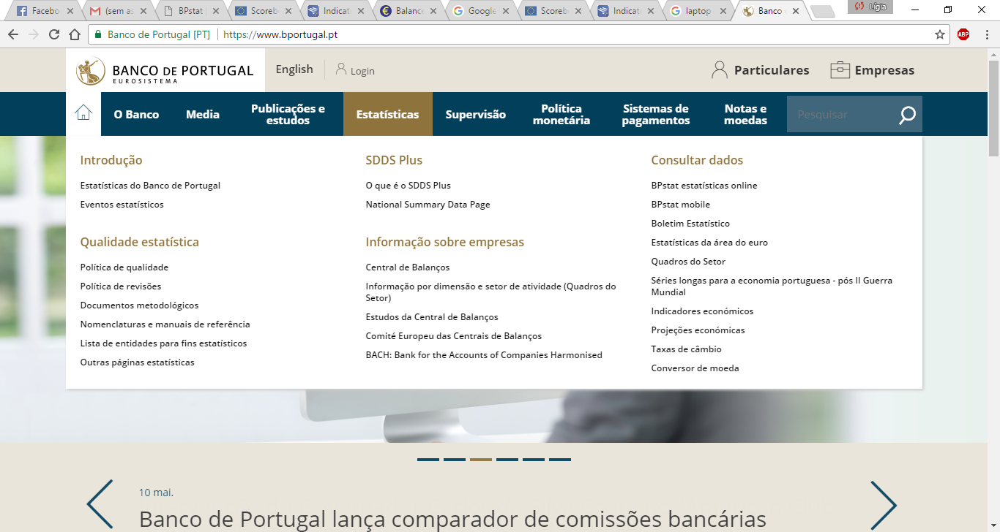 Facebo
(sem as
BPstat
Scoreb
Indicat
Balance
Google
Scoreb
Indicat
laptop
Banco
Lígia
Banco de Portugal [PT]
https://www.bportugal.pt
ABP
BANCO DE PORTUGAL
EUROSISTEMA
English
Login
Particulares
Empresas
O Banco
Media
Publicações e
estudos
Estatísticas
Supervisão
Política
monetária
Sistemas de
pagamentos
Notas e
moedas
Pesquisar
Introdução
Estatísticas do Banco de Portugal
Eventos estatísticos
Qualidade estatística
Política de qualidade
Política de revisões
Documentos metodológicos
Nomenclaturas e manuais de referência
Lista de entidades para fins estatísticos
Outras páginas estatísticas
SDDS Plus
O que é o SDDS Plus
National Summary Data Page
Informação sobre empresas
Central de Balanços
Informação por dimensão e setor de atividade (Quadros do
Setor)
Estudos da Central de Balanços
Comité Europeu das Centrais de Balanços
BACH: Bank for the Accounts of Companies Harmonised
Consultar dados
BPstat estatísticas online
BPstat mobile
Boletim Estatístico
Estatísticas da área do euro
Quadros do Setor
Séries longas para a economia portuguesa - pós II Guerra
Mundial
Indicadores económicos
Projeções económicas
Taxas de câmbio
Conversor de moeda
10 mai.
Banco de Portugal lança comparador de comissões bancárias